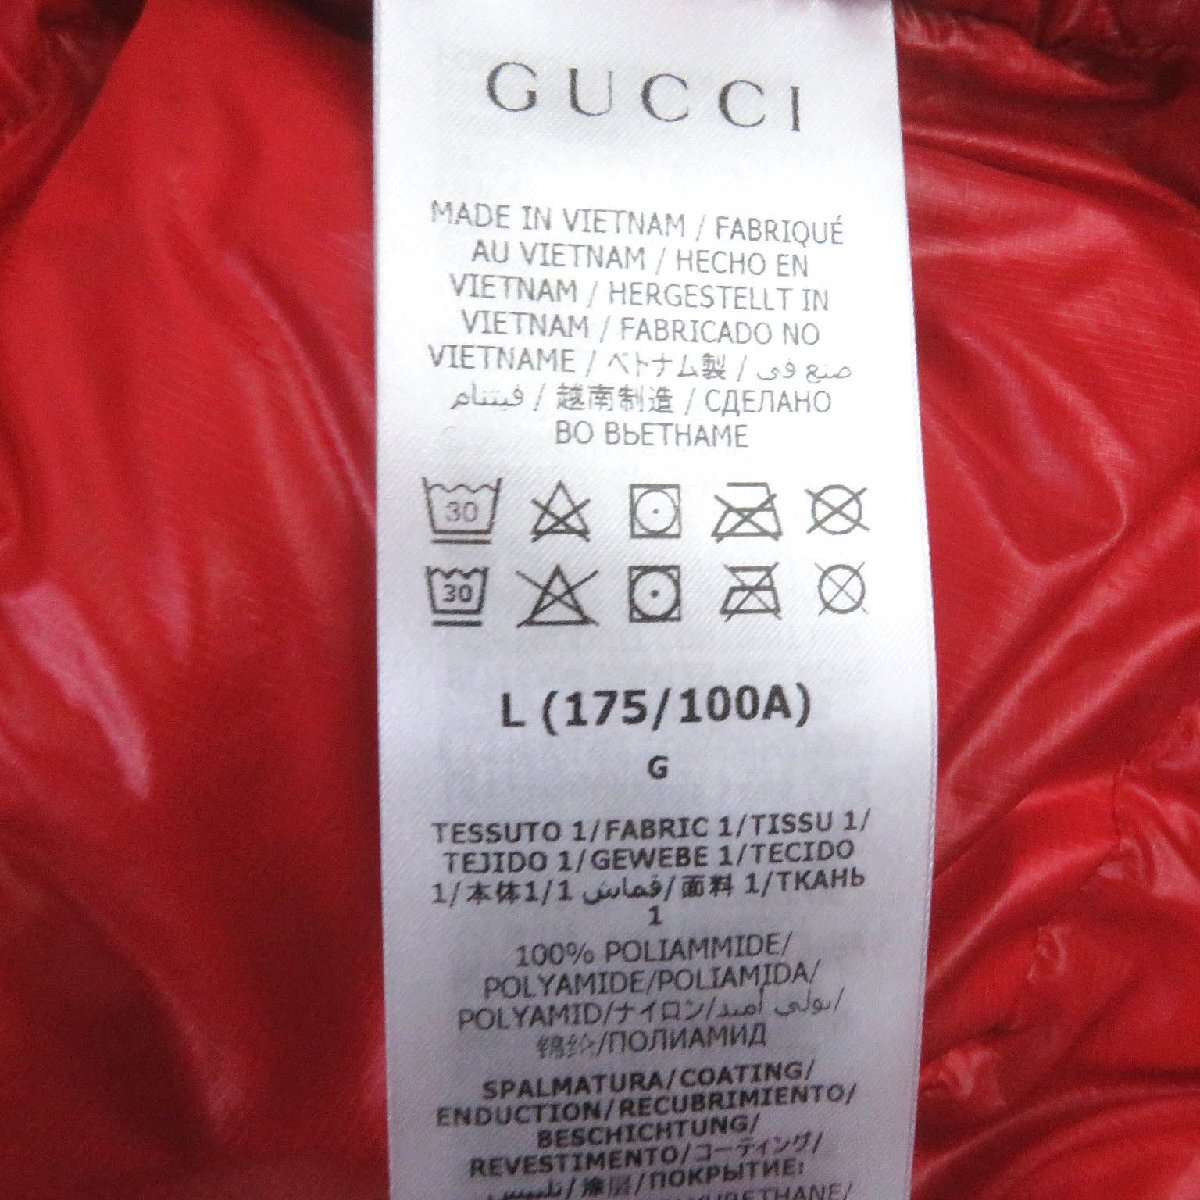 GUCCI
MADE IN VIETNAM / FABRIQUÉ
AU VIETNAM / HECHO EN
VIETNAM / HERGESTELLT IN
VIETNAM / FABRICADO NO
VIETNAME / ベトナム製 / صنع في
فيتنام / 越南制造 / СДЕЛАНО
ВО ВЬЕТНАМЕ
30
30
L (175/100A)
G
TESSUTO 1/FABRIC 1/TISSU 1/
TEJIDO 1/GEWEBE 1/TECIDO
1/本体1/1 قماش/面料 1/ТКАНЬ
1
100% POLIAMMIDE/
POLYAMIDE/POLIAMIDA/
POLYAMID/ナイロン/بولي أميد/
锦纶/ПОЛИАМИД
SPALMATURA/COATING/
ENDUCTION/RECUBRIMIENTO/
BESCHICHTUNG/
REVESTIMENTO/コーティング/
تلبيس/涂层/ПОКРЫТИЕ: